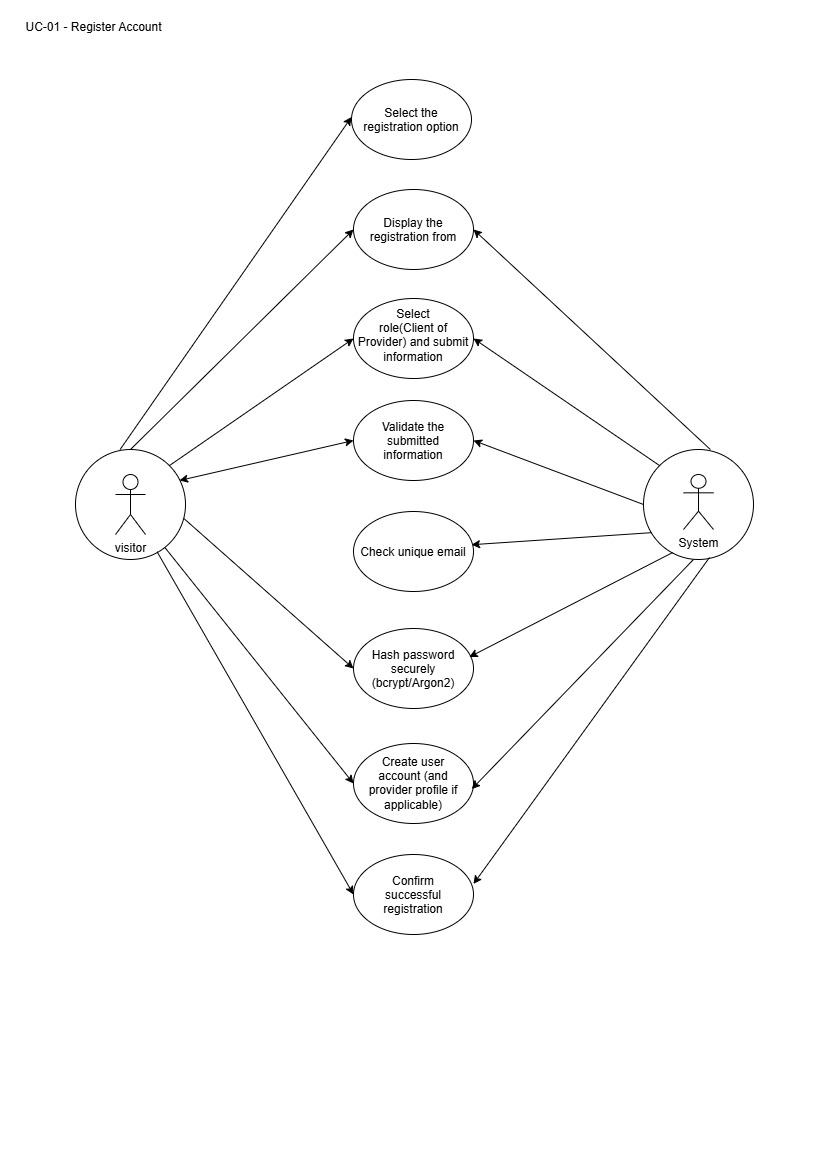 UC-01 - Register Account
Select the
registration option
Display the
registration from
Select
role(Client of
Provider) and submit
information
Validate the
submitted
information
visitor
System
Check unique email
Hash password
securely
(bcrypt/Argon2)
Create user
account (and
provider profile if
applicable)
Confirm
successful
registration